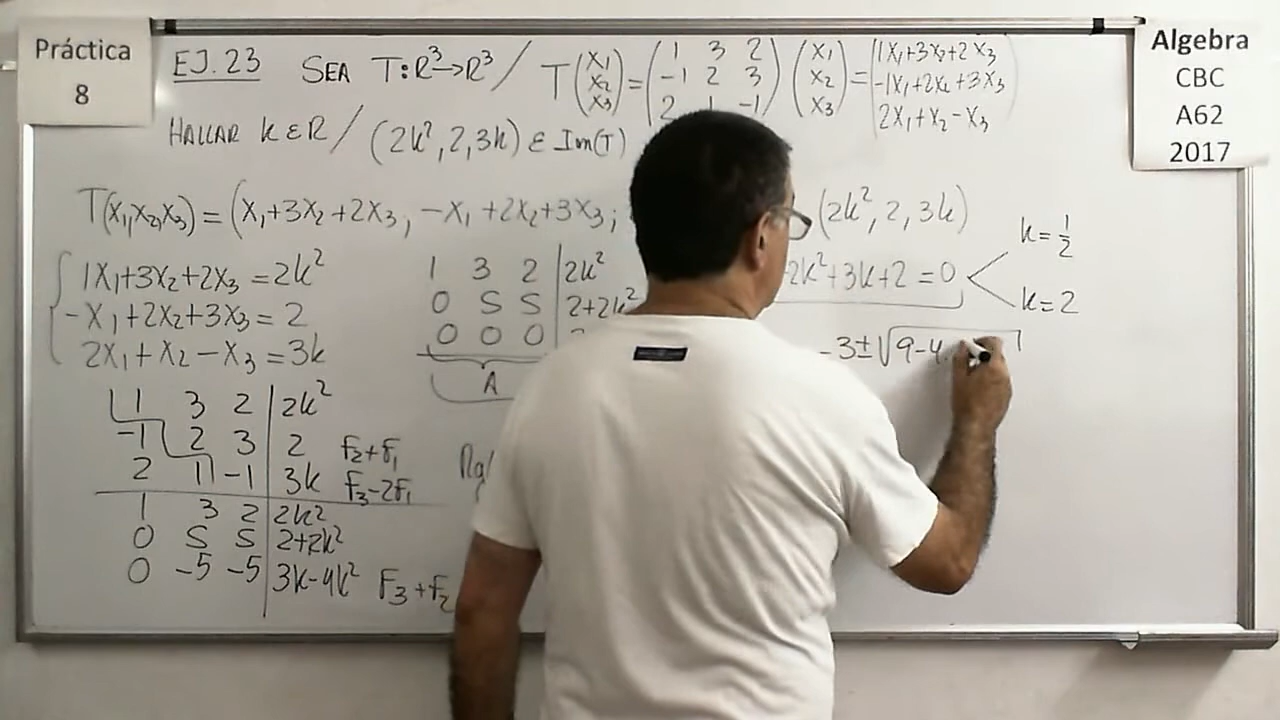 Práctica
8
Algebra
CBC
A62
2017
EJ. 23 SEA T: R³→R³ / T(x₁ x₂ x₃) = (1 3 2) (x₁) = (1x₁+3x₂+2x₃
(-1 2 3) (x₂) -1x₁+2x₂+3x₃
(2 1 -1) (x₃) 2x₁+x₂-x₃)
HALLAR k∈R / (2k², 2, 3k) ∈ Im(T)
T(x₁,x₂,x₃) = (x₁+3x₂+2x₃, -x₁+2x₂+3x₃; (2k², 2, 3k)
{ 1x₁+3x₂+2x₃ = 2k²
-x₁+2x₂+3x₃ = 2
2x₁+x₂-x₃ = 3k
1 3 2 | 2k²
-1 2 3 | 2 F₂+F₁
2 1 -1 | 3k F₃-2F₁
1 3 2 | 2k²
0 5 5 | 2+2k²
0 -5 -5 | 3k-4k² F₃+F₂
1 3 2 | 2k²
0 5 5 | 2+2k²
0 0 0 |
A
Rg(
-2k²+3k+2 = 0
k = 1/2
k = 2
-3±√9-4.